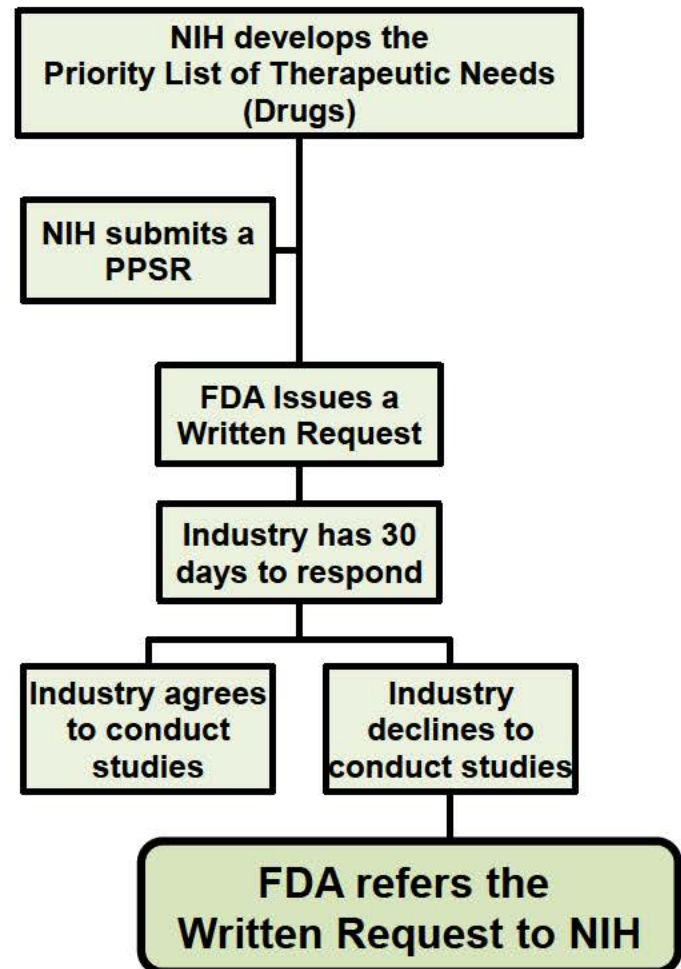 NIH develops the
Priority List of Therapeutic Needs
(Drugs)
NIH submits a
PPSR
FDA Issues a
Written Request
Industry has 30
days to respond
Industry agrees
to conduct
studies
Industry
declines to
conduct studies
FDA refers the
Written Request to NIH